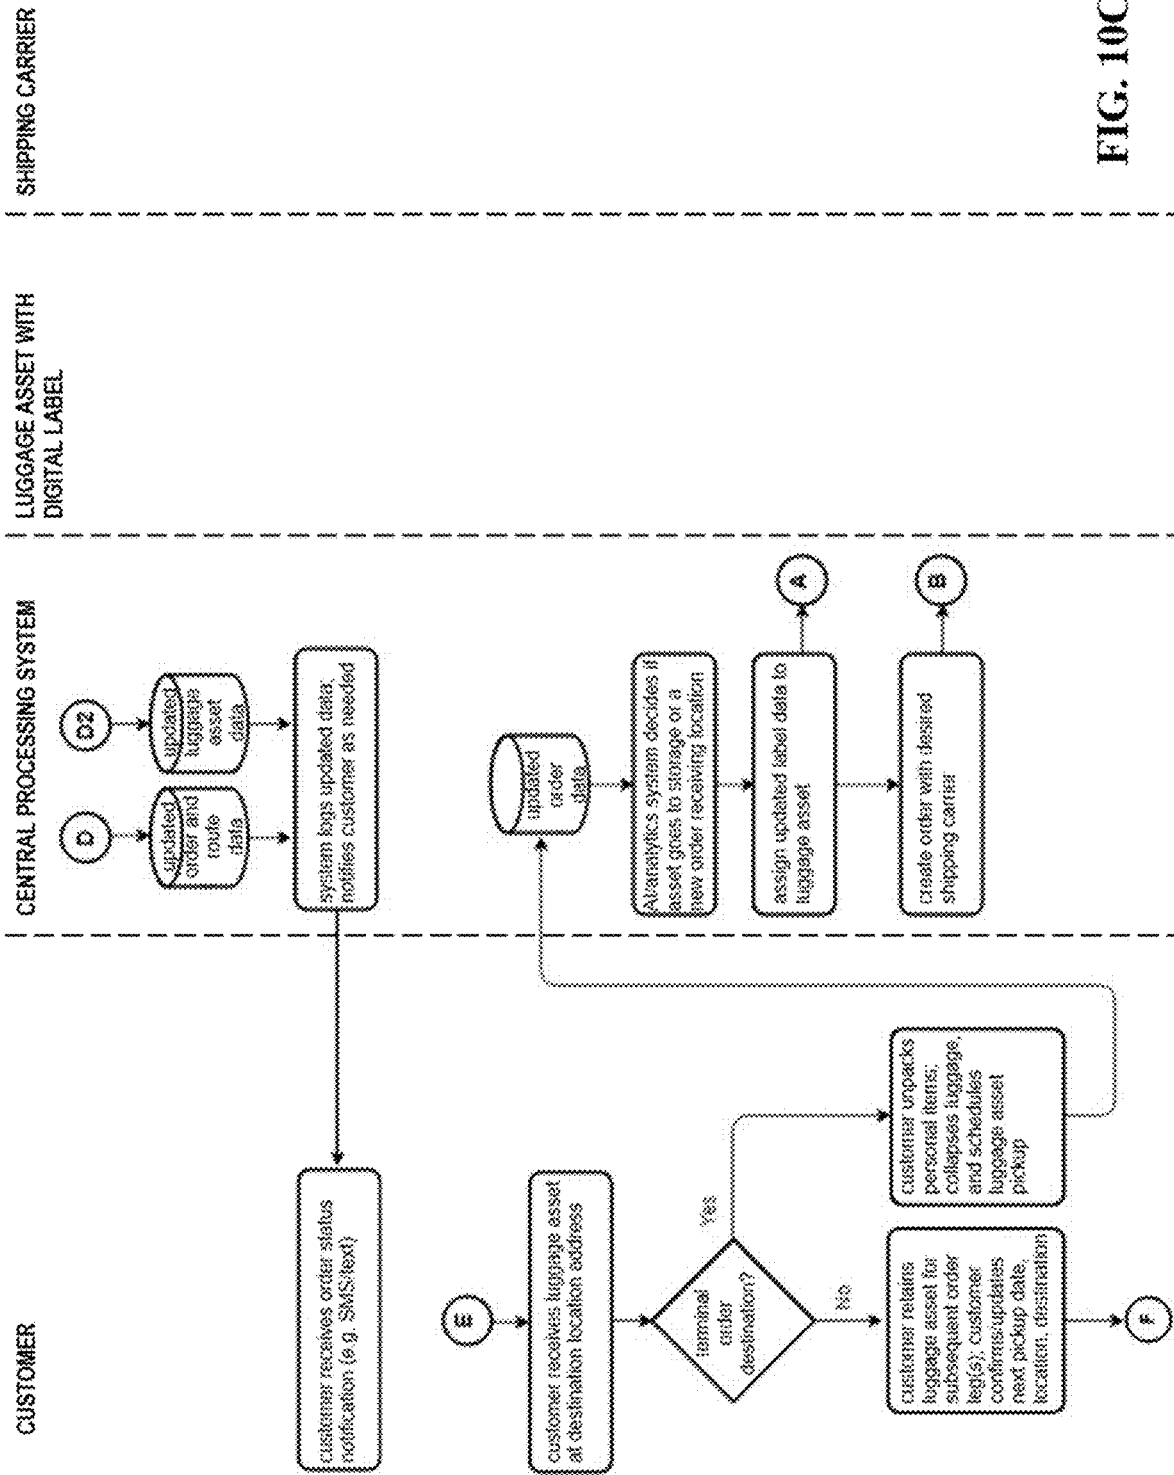 CUSTOMER
CENTRAL PROCESSING SYSTEM
LUGGAGE ASSET WITH
DIGITAL LABEL
SHIPPING CARRIER
D
D2
updated
order and
route
data
updated
luggage
asset
data
system logs updated data;
notifies customer as needed
customer receives order status
notification (e.g. SMS/text)
E
customer receives luggage asset
at destination location address
terminal
order
destination?
Yes
No
customer retains
luggage asset for
subsequent order
leg(s); customer
confirms/updates
next pickup date,
location, destination
F
customer unpacks
personal items;
collapses luggage,
and schedules
luggage asset
pickup
updated
order
data
AI/analytics system decides if
asset goes to storage or a
new order receiving location
assign updated label data to
luggage asset
A
create order with desired
shipping carrier
B
FIG. 10C